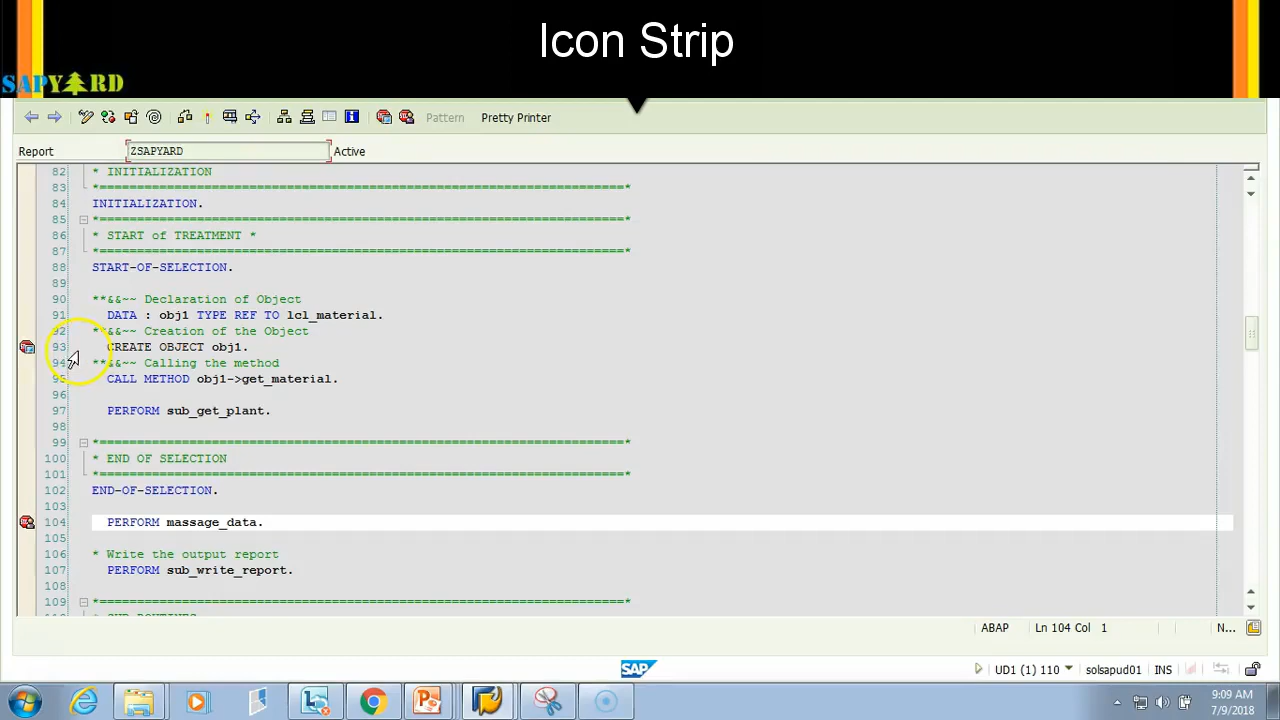 Icon Strip
SAPYARD
Pattern Pretty Printer
Report ZSAPYARD Active
82 * INITIALIZATION
83 *=======================================================================*
84 INITIALIZATION.
85 *=======================================================================*
86 * START of TREATMENT *
87 *=======================================================================*
88 START-OF-SELECTION.
89
90 **&&~~ Declaration of Object
91 DATA : obj1 TYPE REF TO lcl_material.
92 **&&~~ Creation of the Object
93 CREATE OBJECT obj1.
94 **&&~~ Calling the method
95 CALL METHOD obj1->get_material.
96
97 PERFORM sub_get_plant.
98
99 *=======================================================================*
100 * END OF SELECTION
101 *=======================================================================*
102 END-OF-SELECTION.
103
104 PERFORM massage_data.
105
106 * Write the output report
107 PERFORM sub_write_report.
108
109 *=======================================================================*
ABAP Ln 104 Col 1 N...
SAP
UD1 (1) 110 solsapud01 INS
9:09 AM
7/9/2018